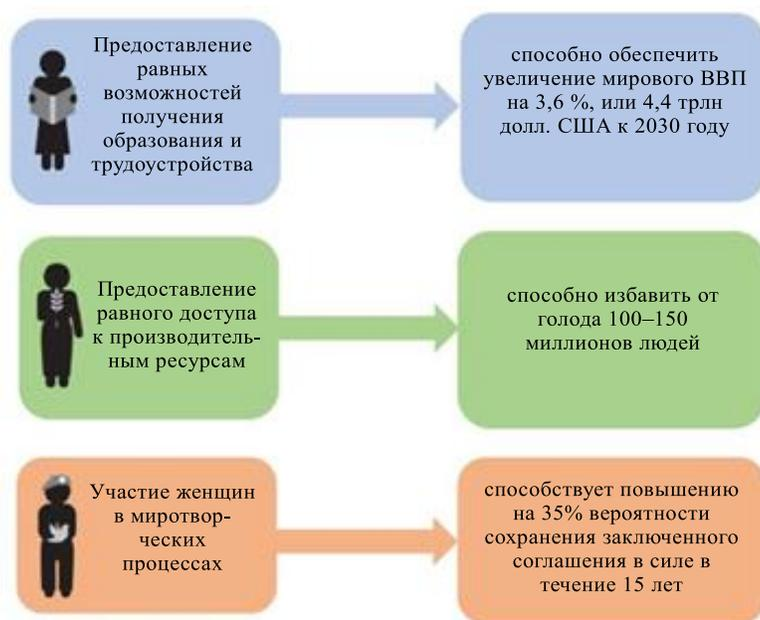 Предоставление
равных
возможностей
получения
образования и
трудоустройства
способно обеспечить
увеличение мирового ВВП
на 3,6 %, или 4,4 трлн
долл. США к 2030 году
Предоставление
равного доступа
к производитель-
ным ресурсам
способно избавить от
голода 100–150
миллионов людей
Участие женщин
в миротвор-
ческих
процессах
способствует повышению
на 35% вероятности
сохранения заключенного
соглашения в силе в
течение 15 лет